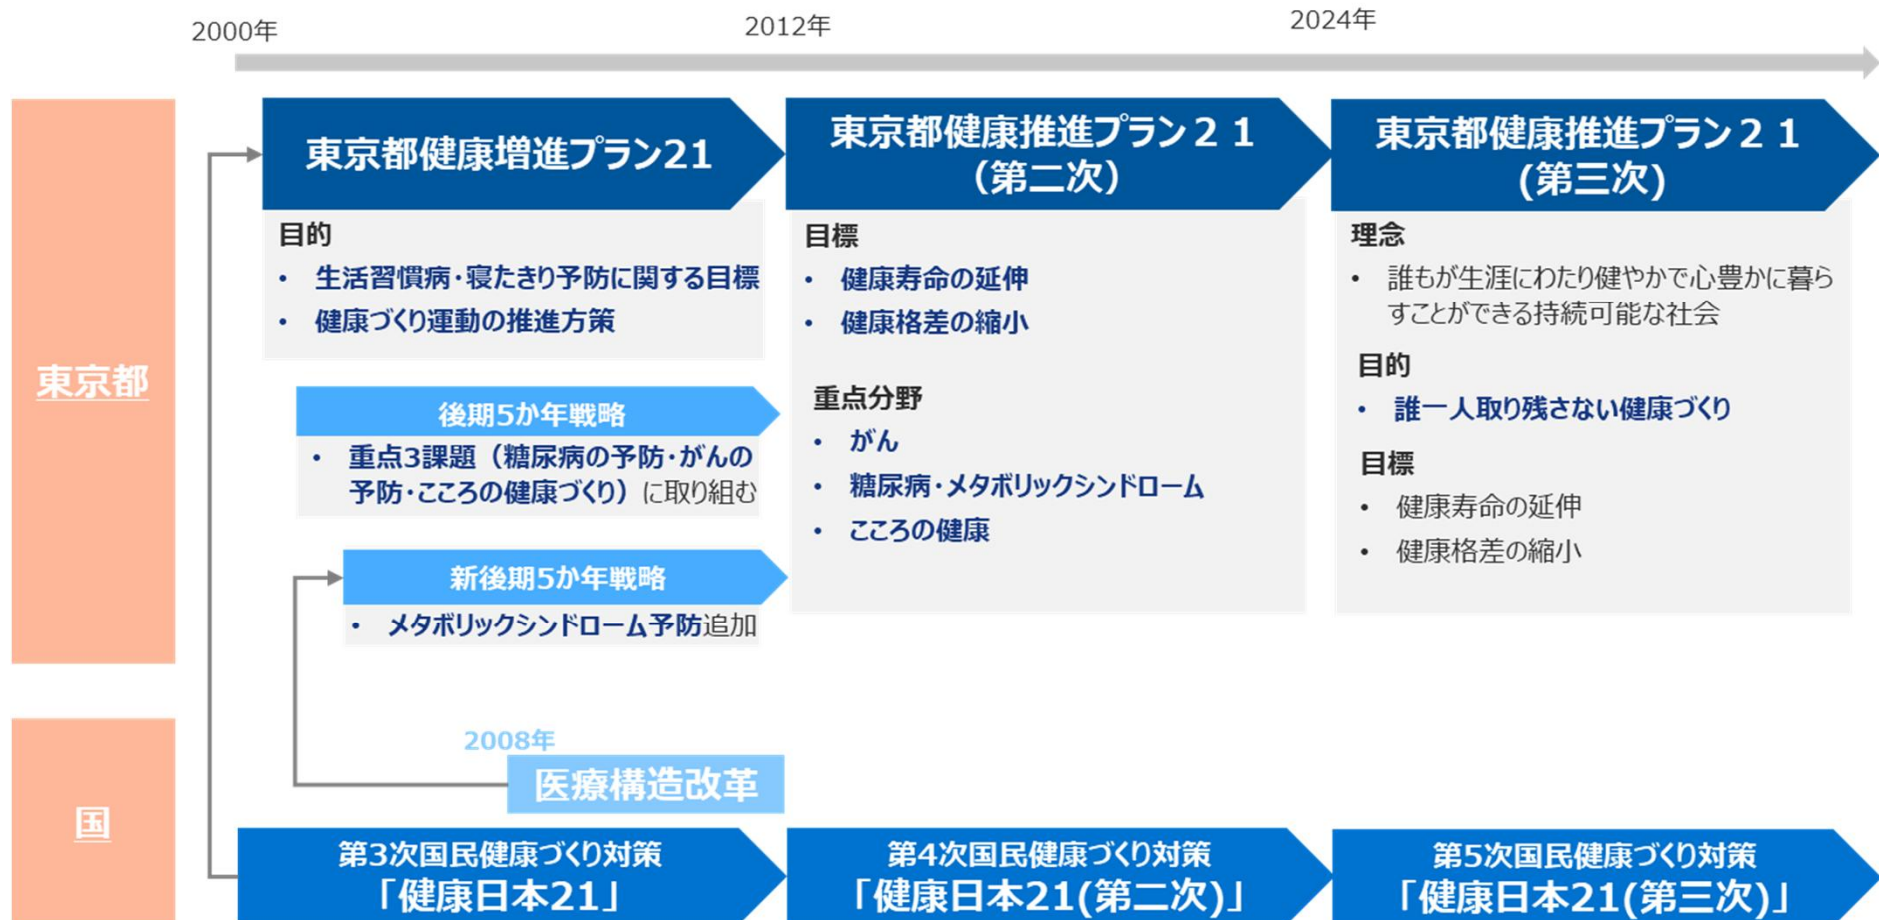 2000年
2012年
2024年
東京都
東京都健康増進プラン21
目的
• 生活習慣病・寝たきり予防に関する目標
• 健康づくり運動の推進方策
後期5か年戦略
• 重点3課題（糖尿病の予防・がんの
予防・こころの健康づくり）に取り組む
新後期5か年戦略
• メタボリックシンドローム予防追加
東京都健康推進プラン２１
（第二次）
目標
• 健康寿命の延伸
• 健康格差の縮小
重点分野
• がん
• 糖尿病・メタボリックシンドローム
• こころの健康
東京都健康推進プラン２１
(第三次)
理念
• 誰もが生涯にわたり健やかで心豊かに暮ら
すことができる持続可能な社会
目的
• 誰一人取り残さない健康づくり
目標
• 健康寿命の延伸
• 健康格差の縮小
国
2008年
医療構造改革
第3次国民健康づくり対策
「健康日本21」
第4次国民健康づくり対策
「健康日本21(第二次)」
第5次国民健康づくり対策
「健康日本21(第三次)」